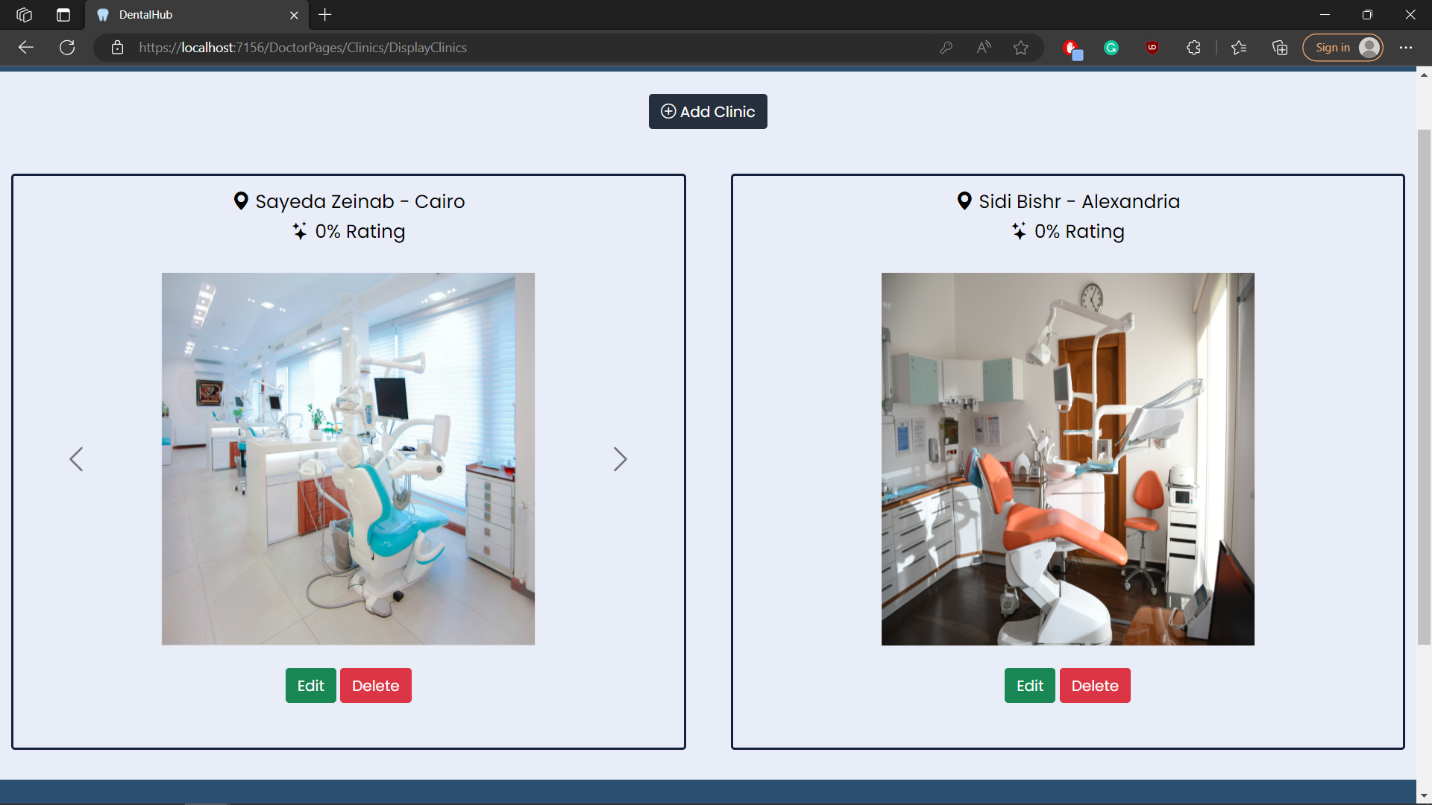 DentalHub
https://localhost:7156/DoctorPages/Clinics/DisplayClinics
Sign in
Add Clinic
Sayeda Zeinab - Cairo
0% Rating
Edit
Delete
Sidi Bishr - Alexandria
0% Rating
Edit
Delete